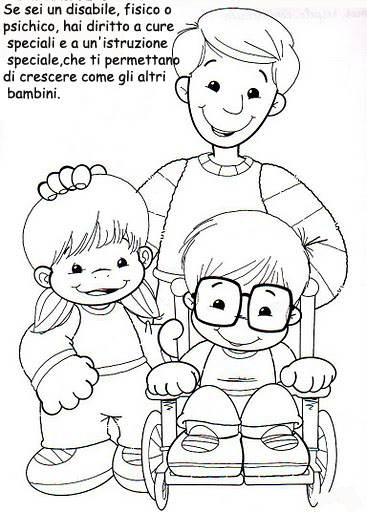 Se sei un disabile, fisico o
psichico, hai diritto a cure
speciali e a un'istruzione
speciale,che ti permettano
di crescere come gli altri
bambini.